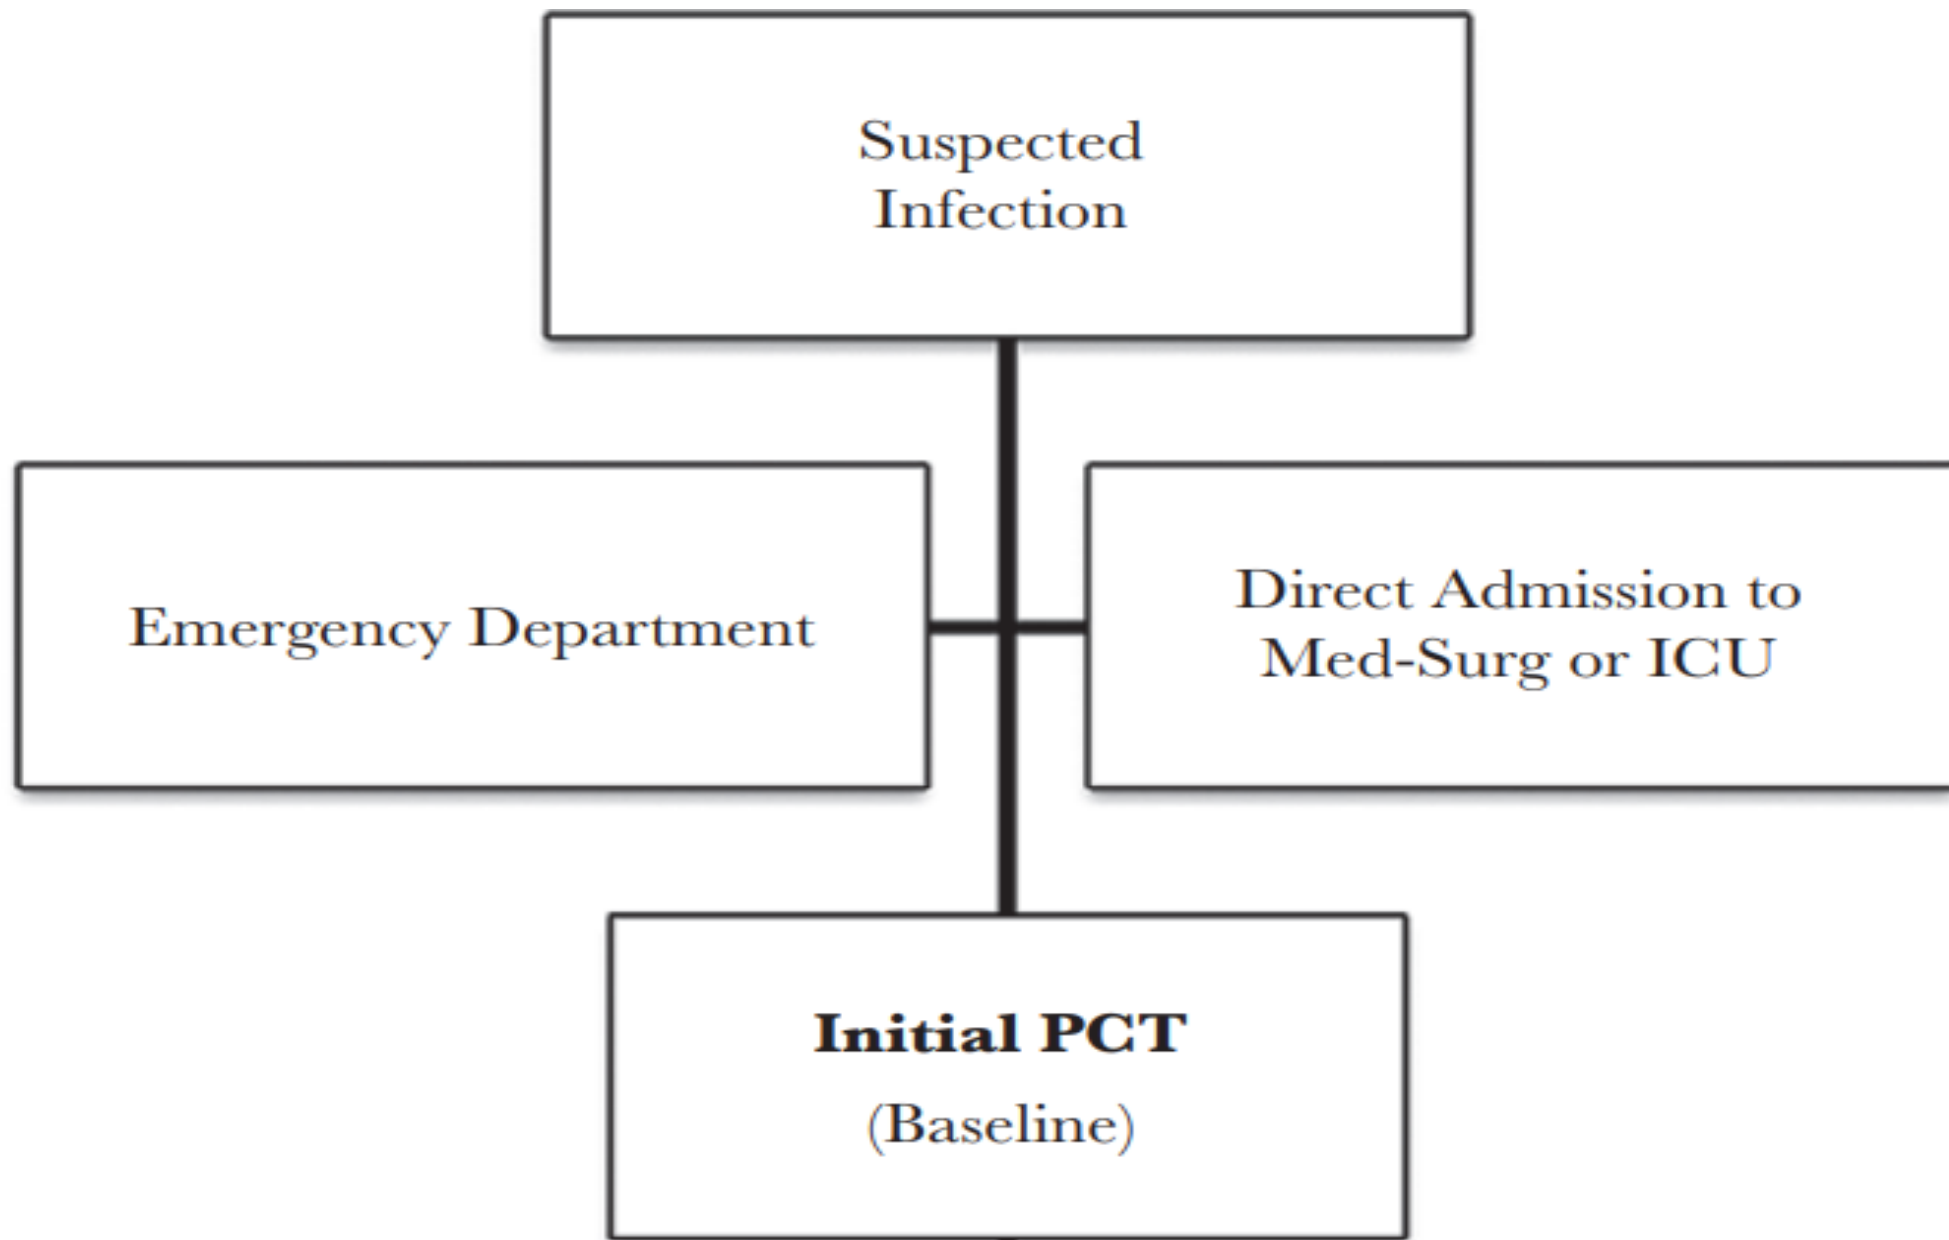 Suspected
Infection
Emergency Department
Direct Admission to
Med-Surg or ICU
Initial PCT
(Baseline)